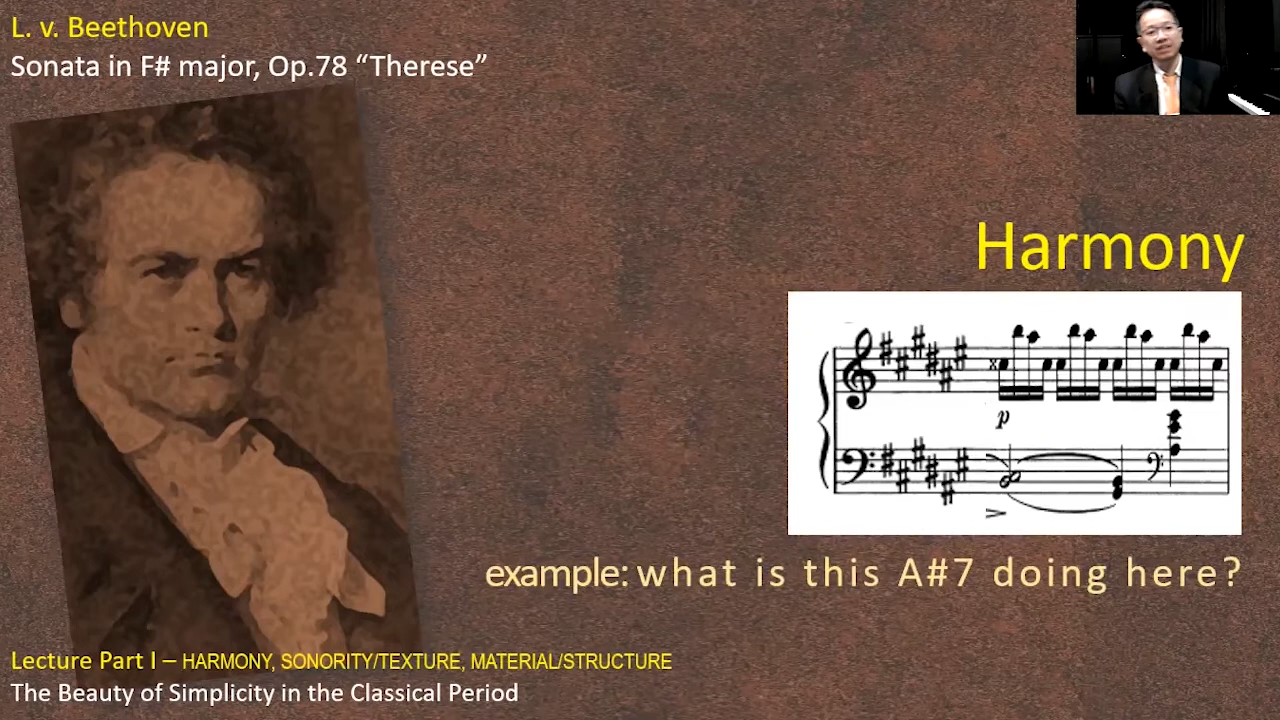 L. v. Beethoven
Sonata in F# major, Op.78 “Therese”
Harmony
p
example: what is this A#7 doing here?
Lecture Part I – HARMONY, SONORITY/TEXTURE, MATERIAL/STRUCTURE
The Beauty of Simplicity in the Classical Period